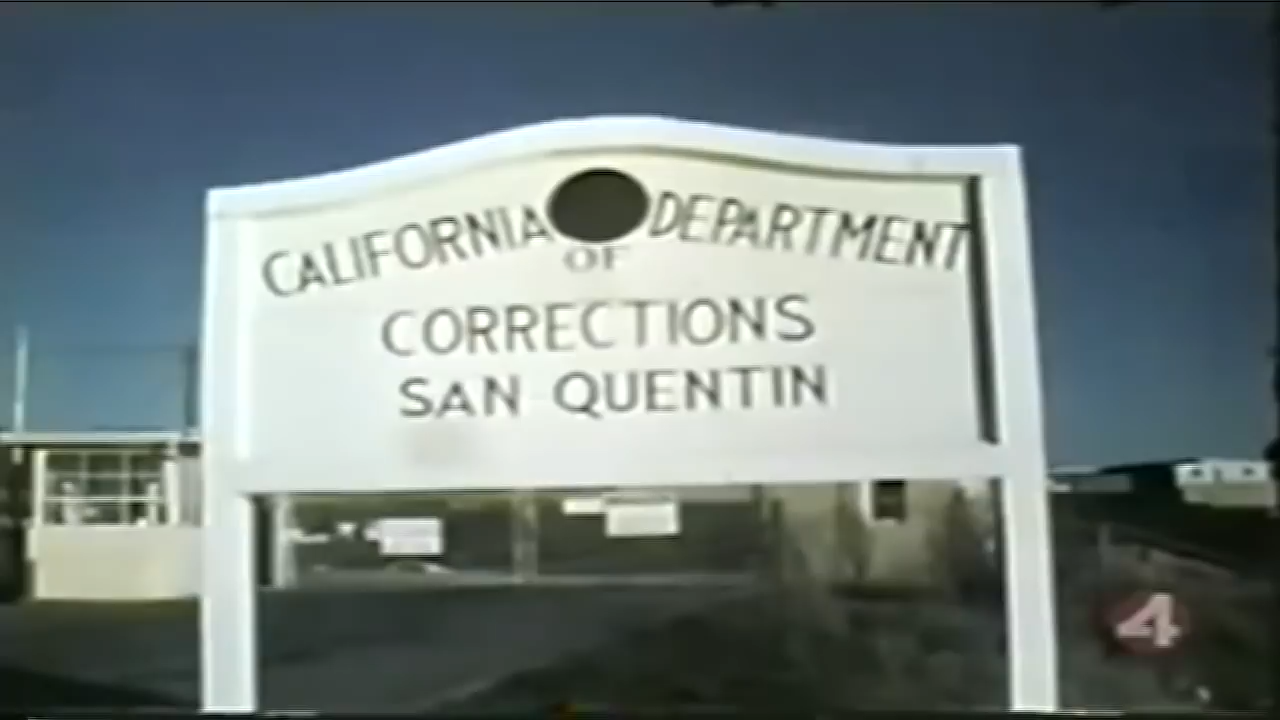 CALIFORNIA DEPARTMENT
OF
CORRECTIONS
SAN QUENTIN
4